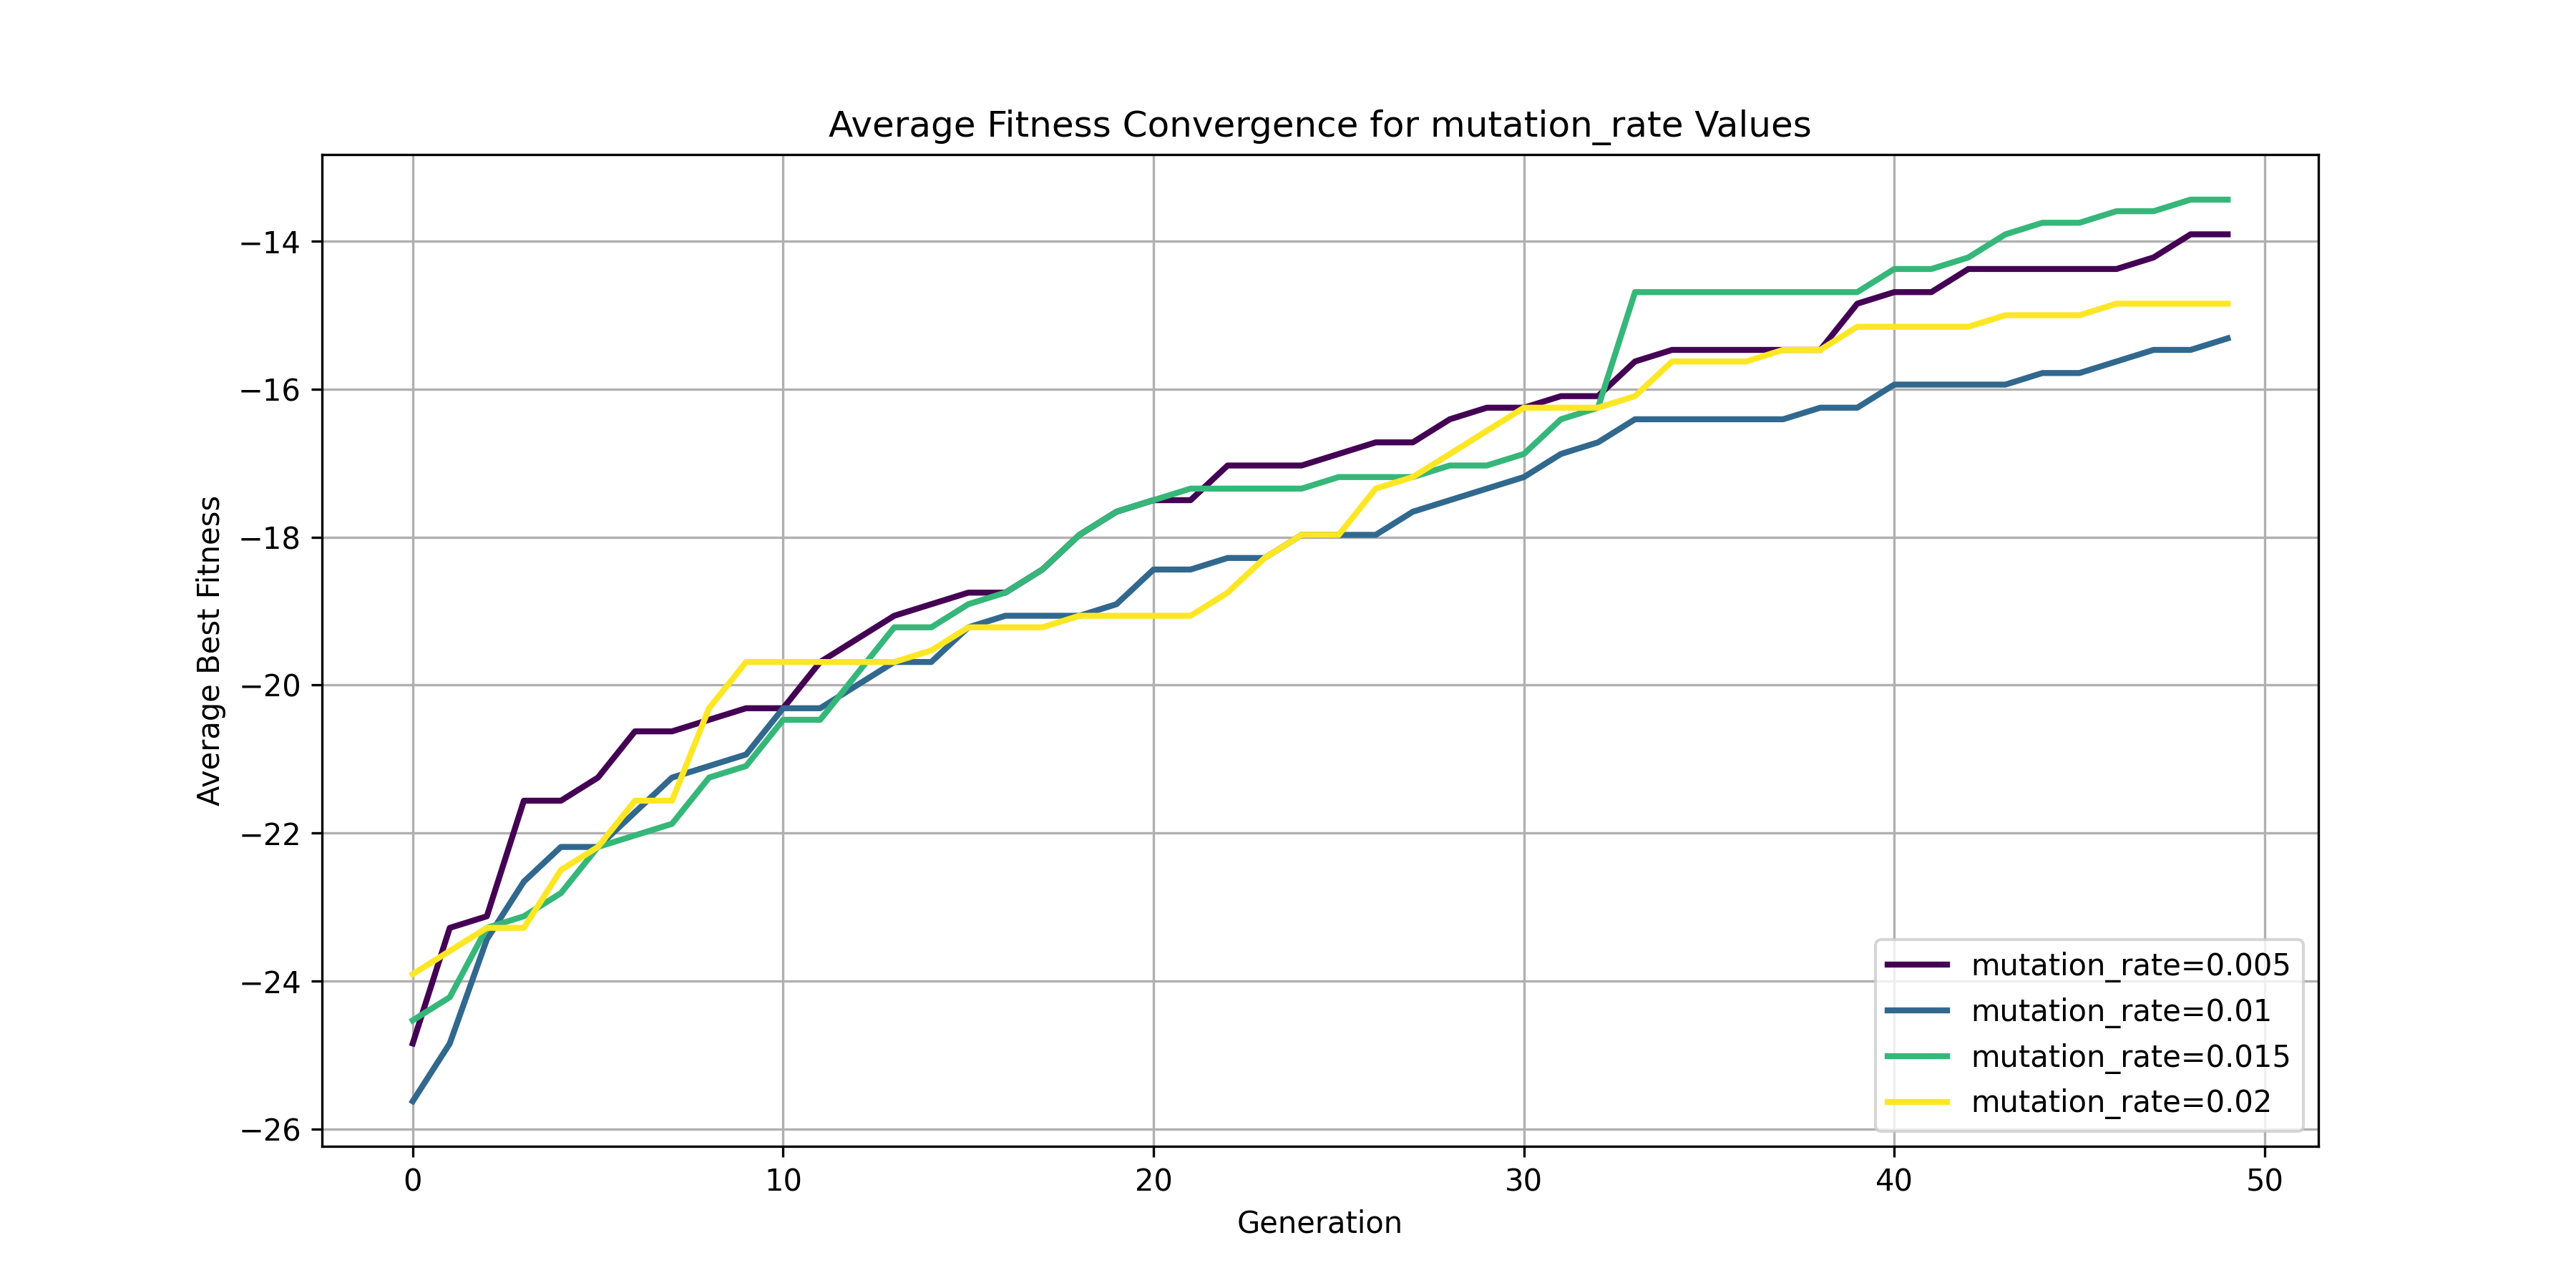 Average Fitness Convergence for mutation_rate Values
Average Best Fitness
−14
−16
−18
−20
−22
−24
−26
0 10 20 30 40 50
Generation
mutation_rate=0.005
mutation_rate=0.01
mutation_rate=0.015
mutation_rate=0.02